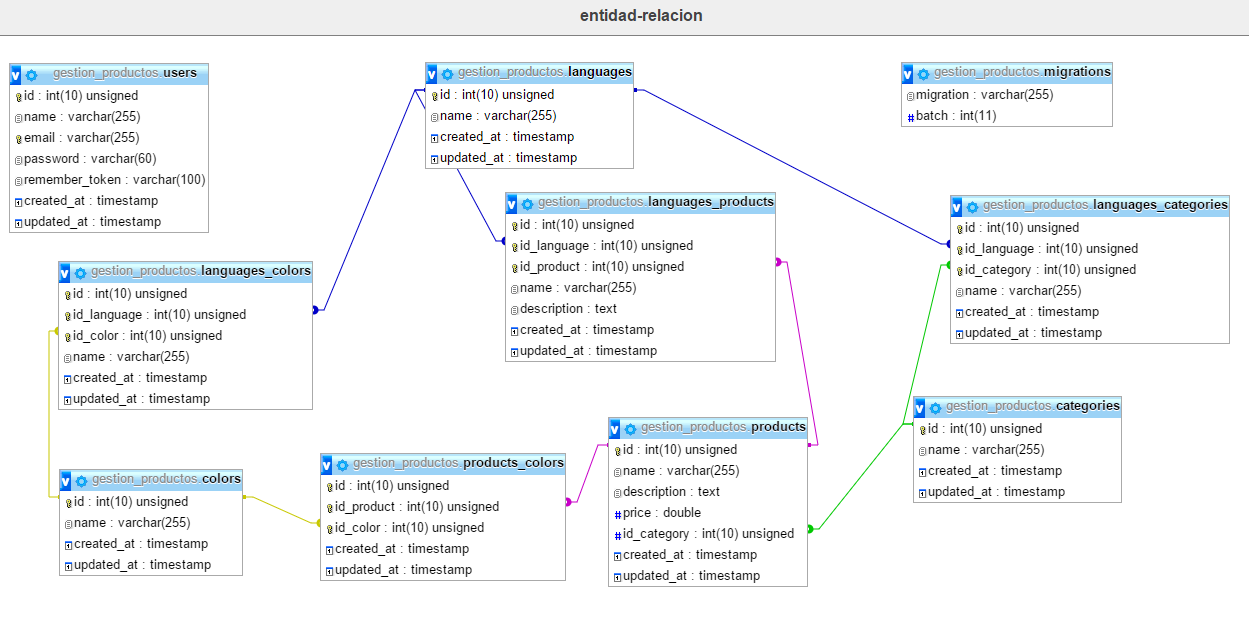 entidad-relacion
gestion_productos.users
id : int(10) unsigned
name : varchar(255)
email : varchar(255)
password : varchar(60)
remember_token : varchar(100)
created_at : timestamp
updated_at : timestamp
gestion_productos.languages
id : int(10) unsigned
name : varchar(255)
created_at : timestamp
updated_at : timestamp
gestion_productos.migrations
migration : varchar(255)
batch : int(11)
gestion_productos.languages_products
id : int(10) unsigned
id_language : int(10) unsigned
id_product : int(10) unsigned
name : varchar(255)
description : text
created_at : timestamp
updated_at : timestamp
gestion_productos.languages_categories
id : int(10) unsigned
id_language : int(10) unsigned
id_category : int(10) unsigned
name : varchar(255)
created_at : timestamp
updated_at : timestamp
gestion_productos.languages_colors
id : int(10) unsigned
id_language : int(10) unsigned
id_color : int(10) unsigned
name : varchar(255)
created_at : timestamp
updated_at : timestamp
gestion_productos.colors
id : int(10) unsigned
name : varchar(255)
created_at : timestamp
updated_at : timestamp
gestion_productos.products_colors
id : int(10) unsigned
id_product : int(10) unsigned
id_color : int(10) unsigned
created_at : timestamp
updated_at : timestamp
gestion_productos.products
id : int(10) unsigned
name : varchar(255)
description : text
price : double
id_category : int(10) unsigned
created_at : timestamp
updated_at : timestamp
gestion_productos.categories
id : int(10) unsigned
name : varchar(255)
created_at : timestamp
updated_at : timestamp